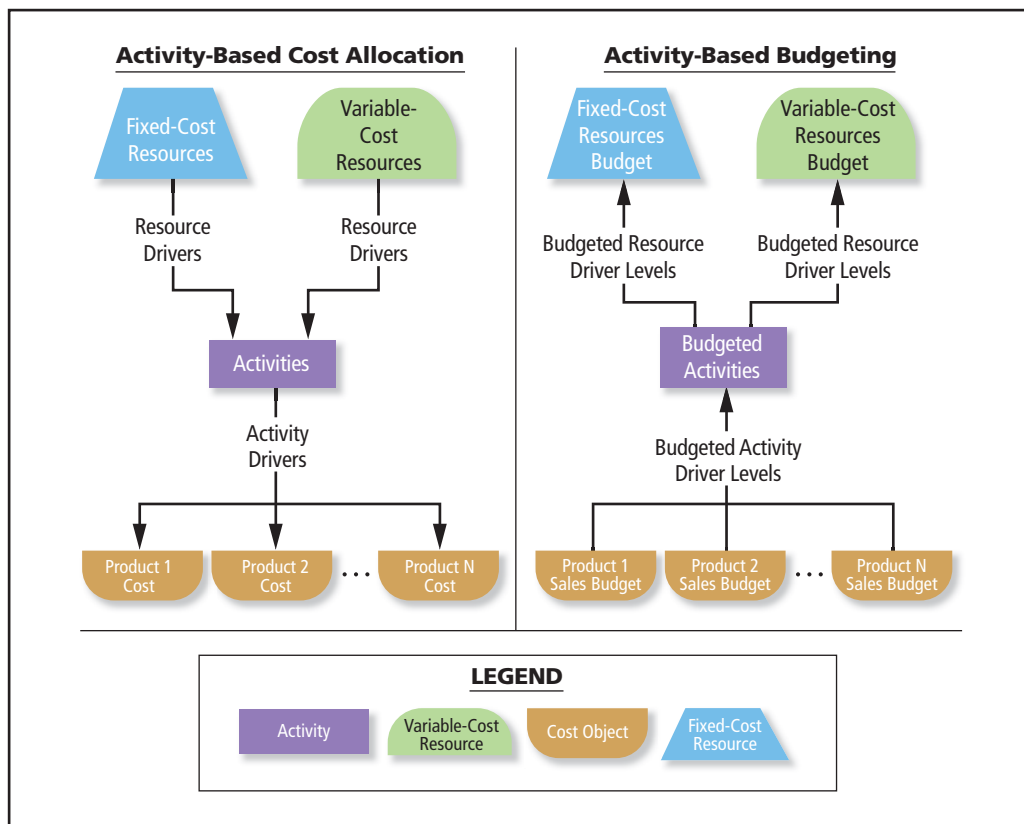 Activity-Based Cost Allocation
Fixed-Cost
Resources
Variable-
Cost
Resources
Resource
Drivers
Resource
Drivers
Activities
Activity
Drivers
Product 1
Cost
Product 2
Cost
...
Product N
Cost
Activity-Based Budgeting
Fixed-Cost
Resources
Budget
Variable-Cost
Resources
Budget
Budgeted Resource
Driver Levels
Budgeted Resource
Driver Levels
Budgeted
Activities
Budgeted Activity
Driver Levels
Product 1
Sales Budget
Product 2
Sales Budget
...
Product N
Sales Budget
LEGEND
Activity
Variable-Cost
Resource
Cost Object
Fixed-Cost
Resource